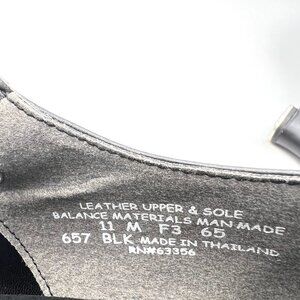 LEATHER UPPER & SOLE
BALANCE MATERIALS MAN MADE
11 M F3 65
657 BLK MADE IN THAILAND
RN#63356